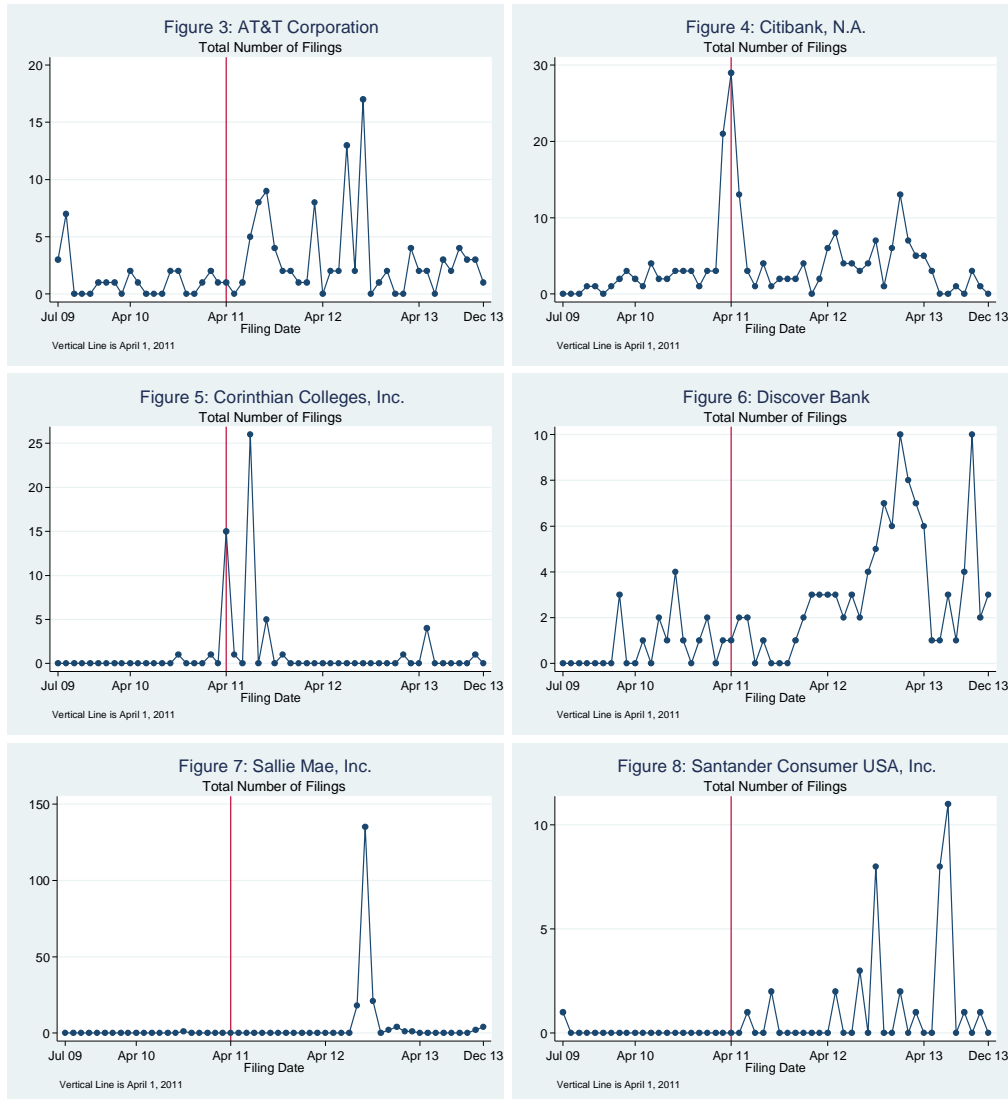 Figure 3: AT&T Corporation
Total Number of Filings
20
15
10
5
0
Jul 09 Apr 10 Apr 11 Apr 12 Apr 13 Dec 13
Filing Date
Vertical Line is April 1, 2011
Figure 4: Citibank, N.A.
Total Number of Filings
30
20
10
0
Jul 09 Apr 10 Apr 11 Apr 12 Apr 13 Dec 13
Filing Date
Vertical Line is April 1, 2011
Figure 5: Corinthian Colleges, Inc.
Total Number of Filings
25
20
15
10
5
0
Jul 09 Apr 10 Apr 11 Apr 12 Apr 13 Dec 13
Filing Date
Vertical Line is April 1, 2011
Figure 6: Discover Bank
Total Number of Filings
10
8
6
4
2
0
Jul 09 Apr 10 Apr 11 Apr 12 Apr 13 Dec 13
Filing Date
Vertical Line is April 1, 2011
Figure 7: Sallie Mae, Inc.
Total Number of Filings
150
100
50
0
Jul 09 Apr 10 Apr 11 Apr 12 Apr 13 Dec 13
Filing Date
Vertical Line is April 1, 2011
Figure 8: Santander Consumer USA, Inc.
Total Number of Filings
10
5
0
Jul 09 Apr 10 Apr 11 Apr 12 Apr 13 Dec 13
Filing Date
Vertical Line is April 1, 2011